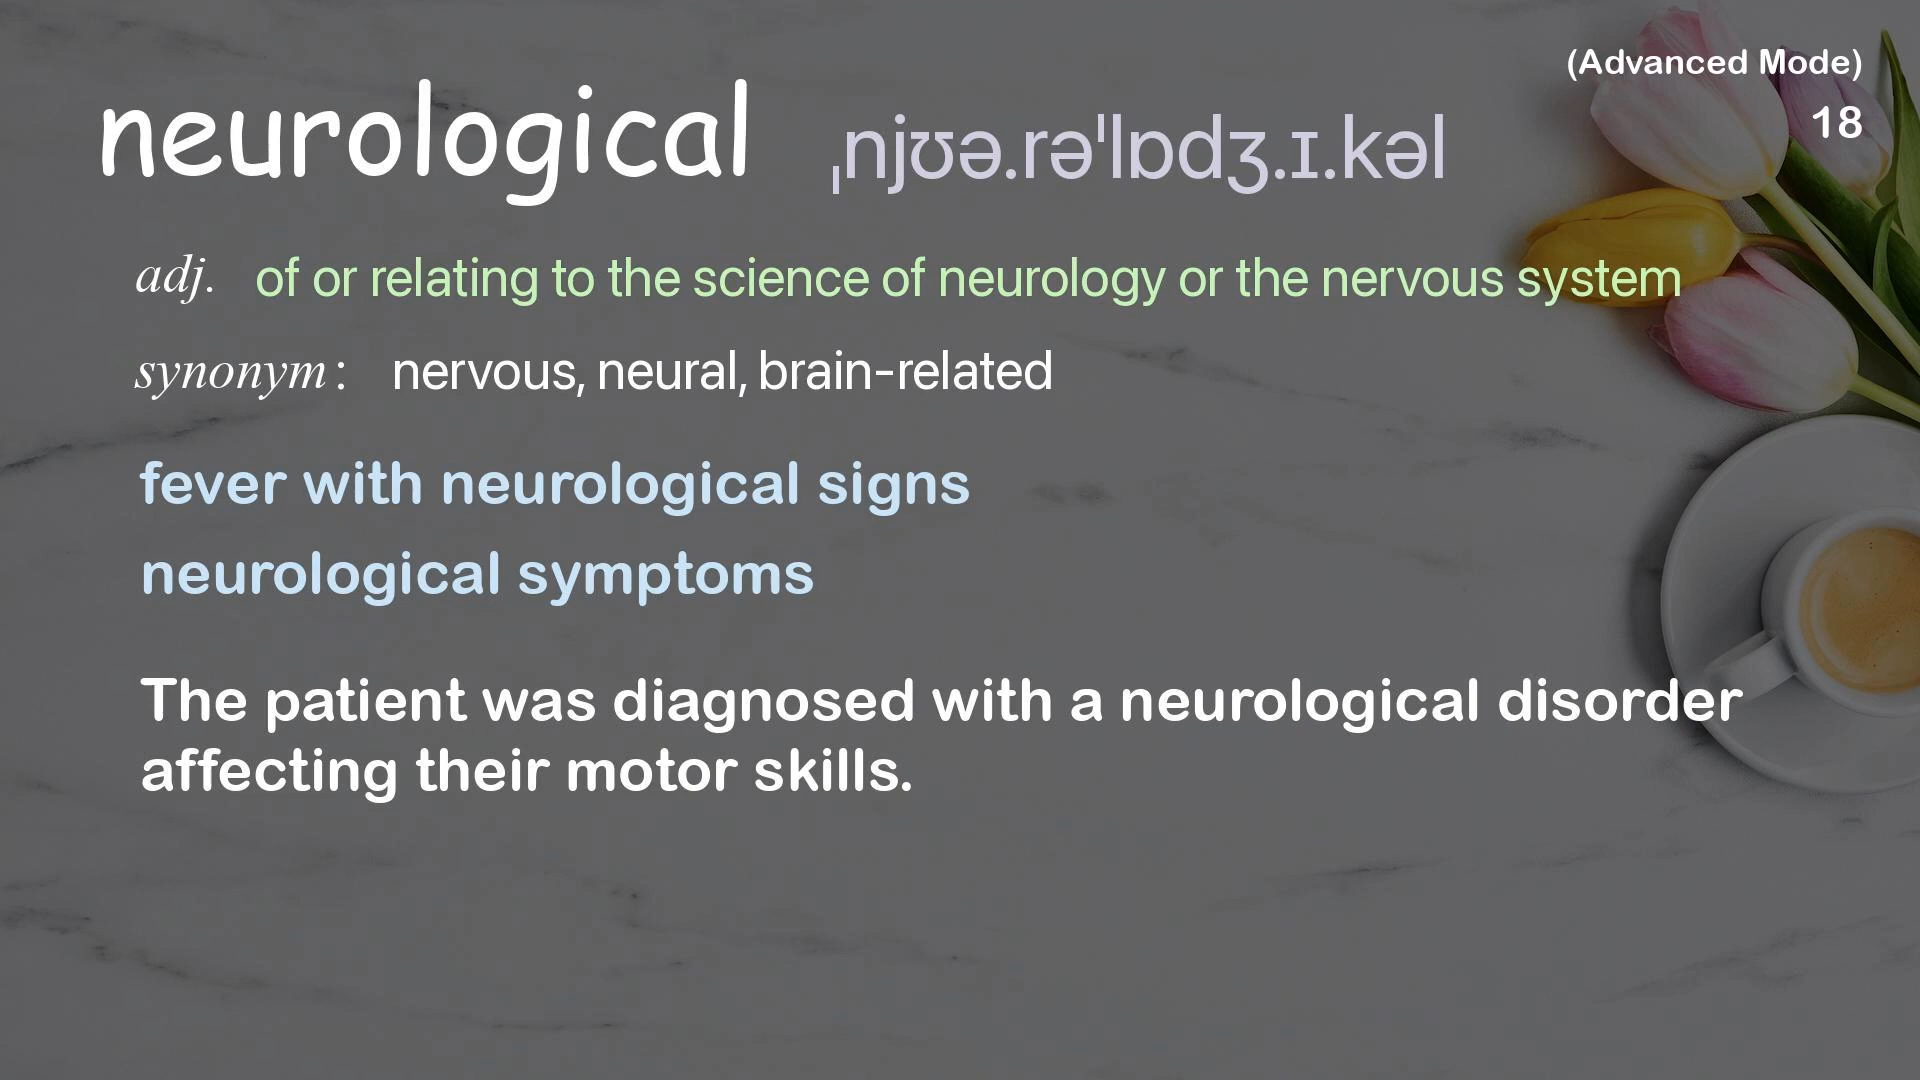 (Advanced Mode)
18
neurological ˌnjʊə.rəˈlɒdʒ.ɪ.kəl
adj. of or relating to the science of neurology or the nervous system
synonym : nervous, neural, brain-related
fever with neurological signs
neurological symptoms
The patient was diagnosed with a neurological disorder
affecting their motor skills.